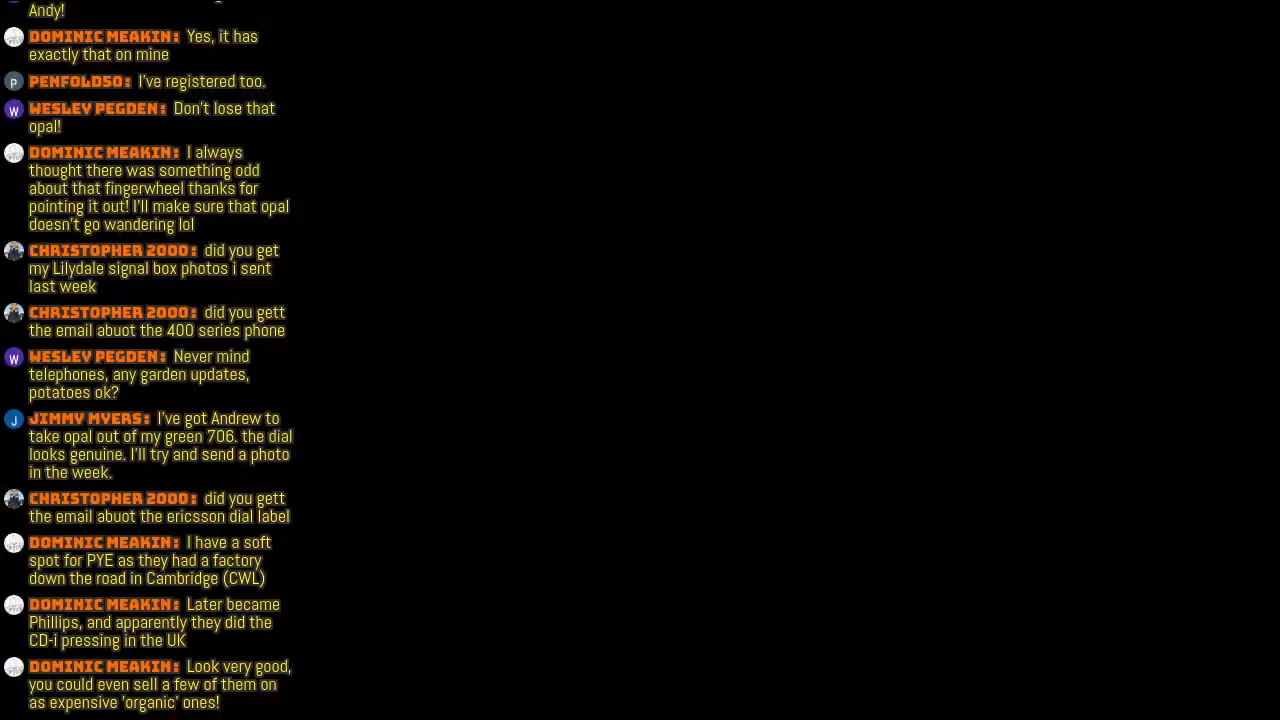 Andy!
DOMINIC MEAKIN: Yes, it has
exactly that on mine
P
PENFOLD50: I've registered too.
W
WESLEY PEGDEN: Don't lose that
opal!
DOMINIC MEAKIN: I always
thought there was something odd
about that fingerwheel thanks for
pointing it out! I'll make sure that opal
doesn't go wandering lol
CHRISTOPHER 2000: did you get
my Lilydale signal box photos i sent
last week
CHRISTOPHER 2000: did you gett
the email abuot the 400 series phone
W
WESLEY PEGDEN: Never mind
telephones, any garden updates,
potatoes ok?
J
JIMMY MYERS: I've got Andrew to
take opal out of my green 706. the dial
looks genuine. I'll try and send a photo
in the week.
CHRISTOPHER 2000: did you gett
the email abuot the ericsson dial label
DOMINIC MEAKIN: I have a soft
spot for PYE as they had a factory
down the road in Cambridge (CWL)
DOMINIC MEAKIN: Later became
Phillips, and apparently they did the
CD-i pressing in the UK
DOMINIC MEAKIN: Look very good,
you could even sell a few of them on
as expensive 'organic' ones!